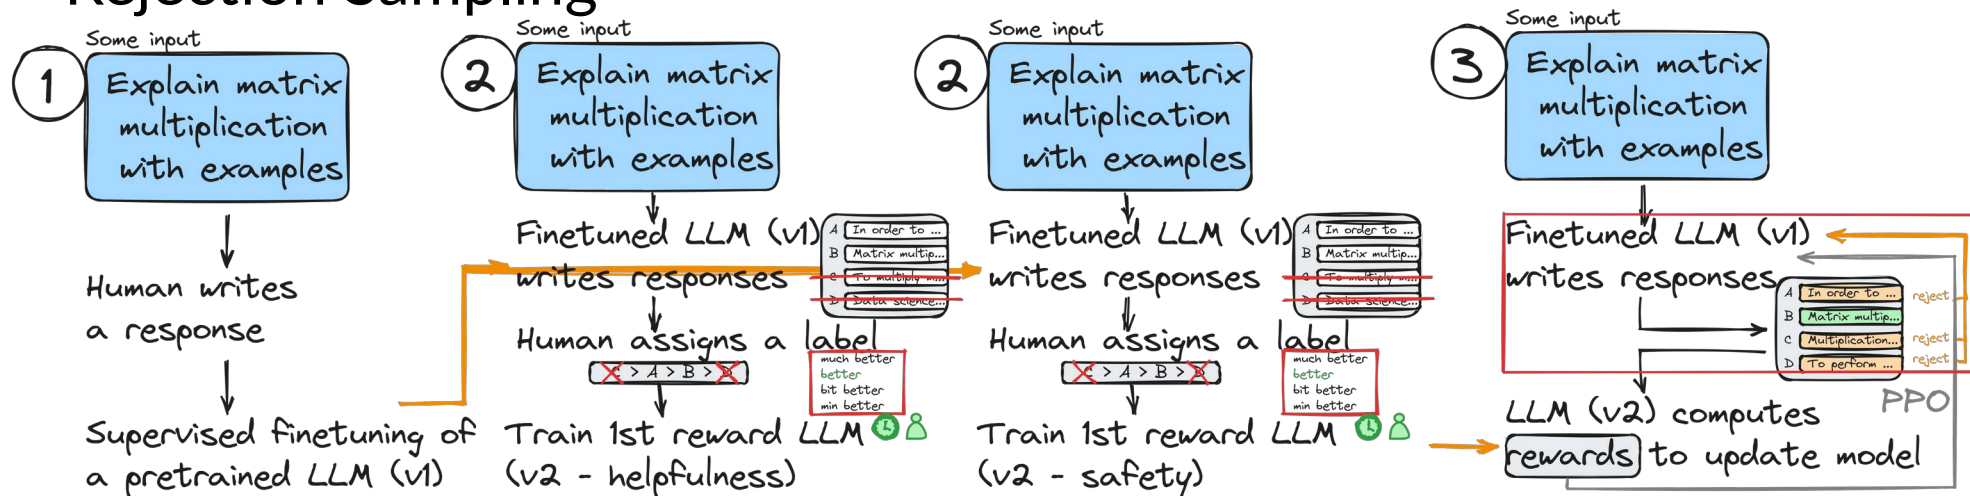 Rejection Sampling
1
Some input
Explain matrix
multiplication
with examples
Human writes
a response
Supervised finetuning of
a pretrained LLM (v1)
2
Some input
Explain matrix
multiplication
with examples
Finetuned LLM (v1)
writes responses
A In order to ...
B Matrix multip...
C To multiply m...
D Data science...
Human assigns a label
C > A > B > D
much better
better
bit better
min better
Train 1st reward LLM
(v2 - helpfulness)
2
Some input
Explain matrix
multiplication
with examples
Finetuned LLM (v1)
writes responses
A In order to ...
B Matrix multip...
C To multiply m...
D Data science...
Human assigns a label
C > A > B > D
much better
better
bit better
min better
Train 1st reward LLM
(v2 - safety)
3
Some input
Explain matrix
multiplication
with examples
Finetuned LLM (v1)
writes responses
A In order to ... reject
B Matrix multip...
C Multiplication... reject
D To perform ... reject
PPO
LLM (v2) computes
rewards to update model